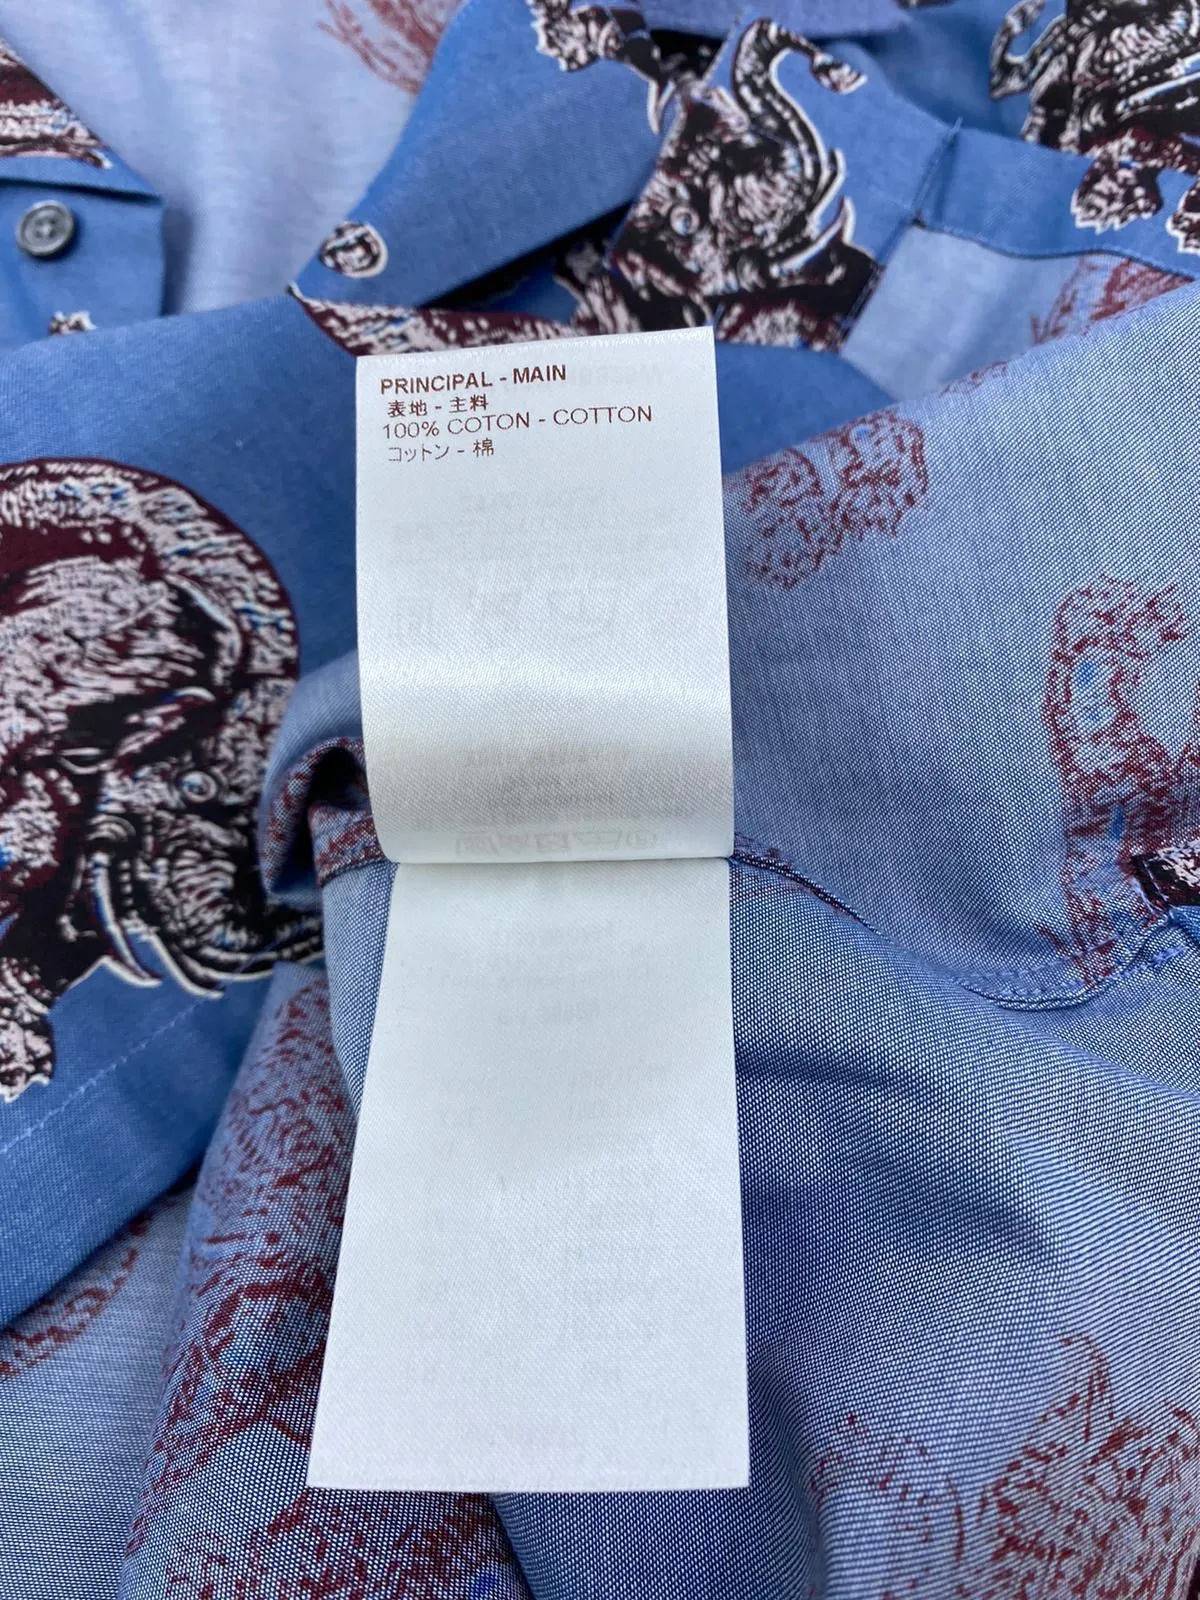 PRINCIPAL - MAIN
表地 - 主料
100% COTON - COTTON
コットン - 棉